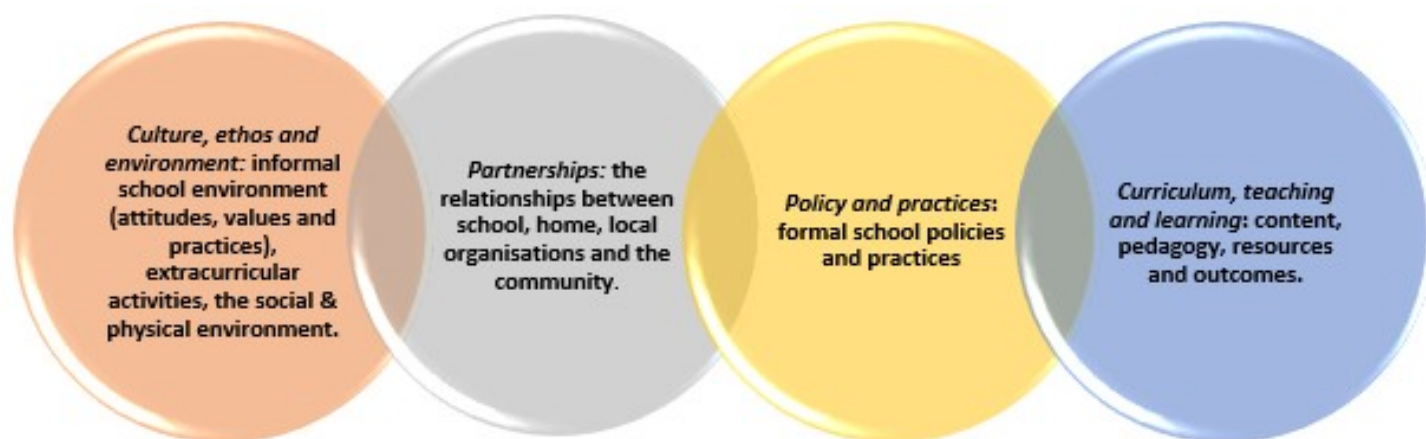 Culture, ethos and
environment: informal
school environment
(attitudes, values and
practices),
extracurricular
activities, the social &
physical environment.
Partnerships: the
relationships between
school, home, local
organisations and the
community.
Policy and practices:
formal school policies
and practices
Curriculum, teaching
and learning: content,
pedagogy, resources
and outcomes.